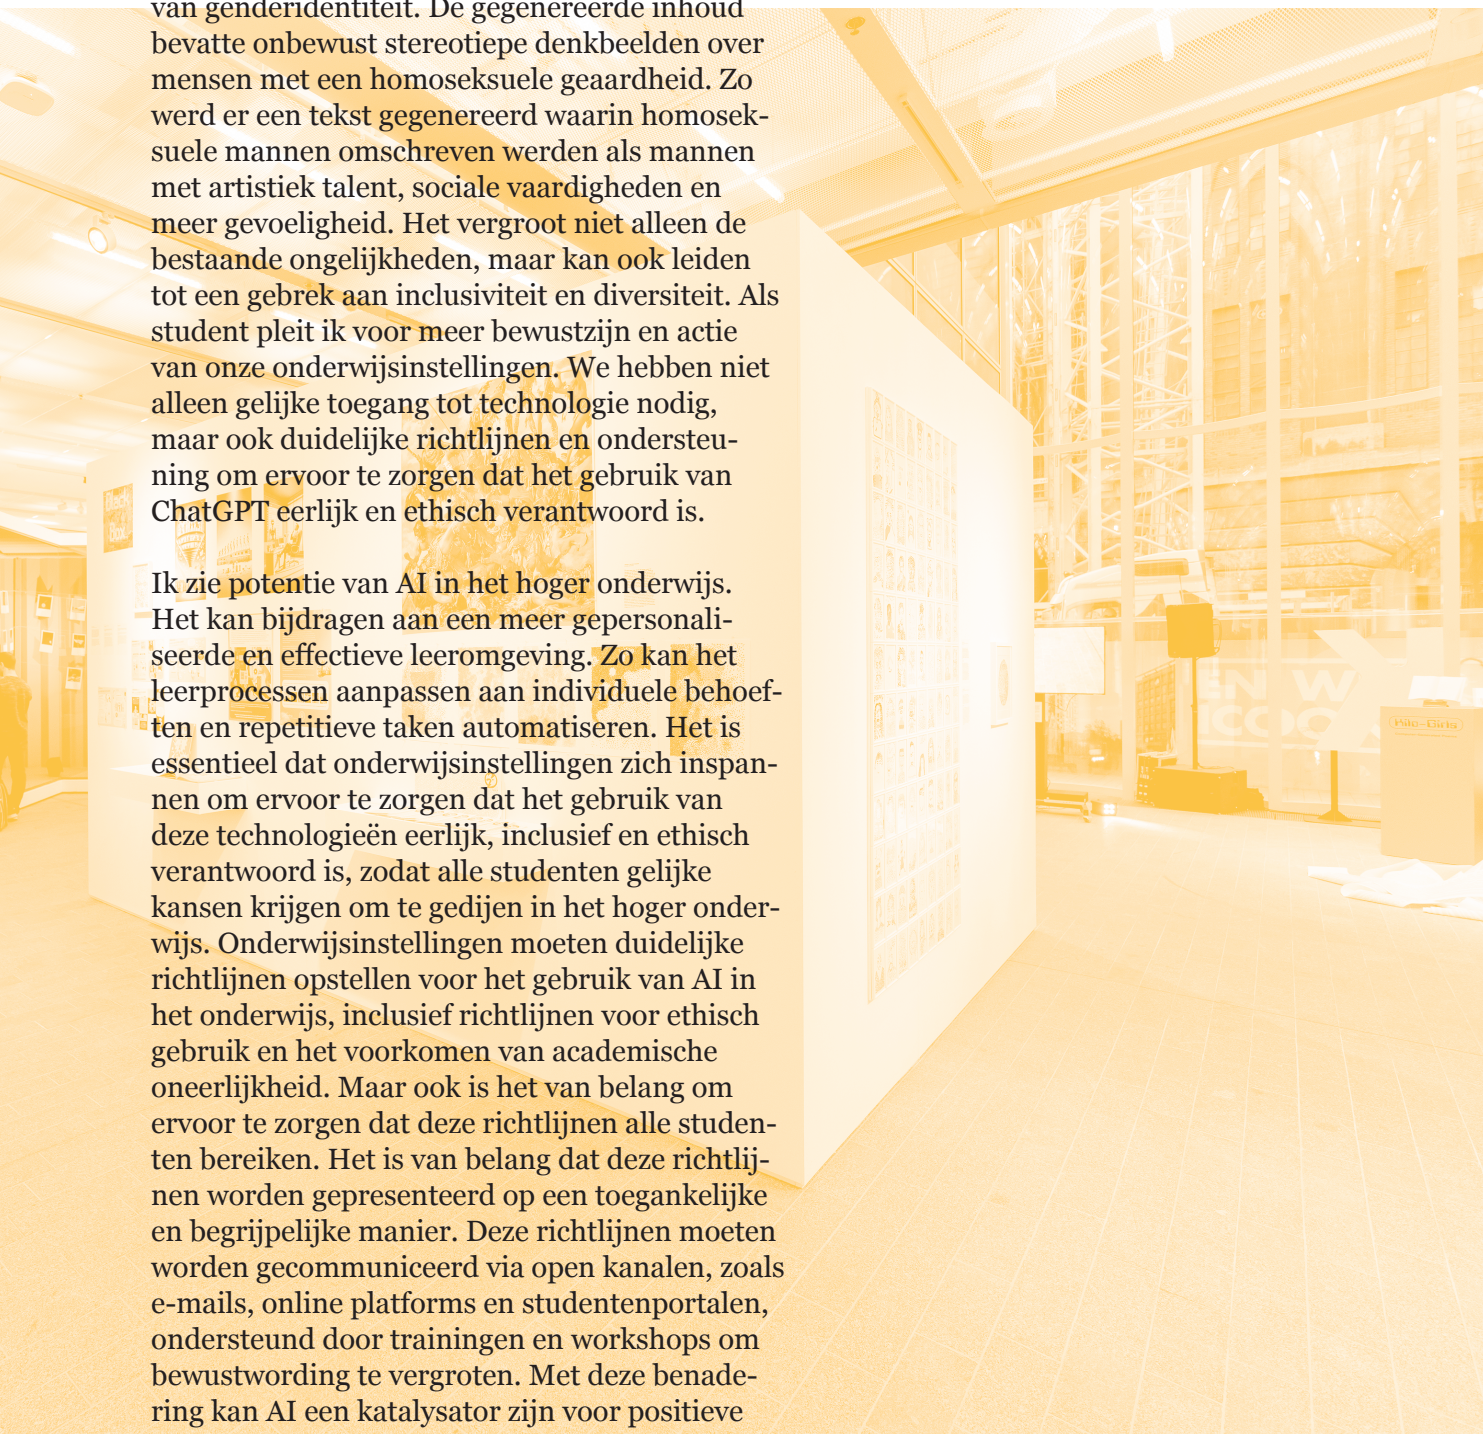 van genderidentiteit. De gegenereerde inhoud
bevatte onbewust stereotiepe denkbeelden over
mensen met een homoseksuele geaardheid. Zo
werd er een tekst gegenereerd waarin homosek-
suele mannen omschreven werden als mannen
met artistiek talent, sociale vaardigheden en
meer gevoeligheid. Het vergroot niet alleen de
bestaande ongelijkheden, maar kan ook leiden
tot een gebrek aan inclusiviteit en diversiteit. Als
student pleit ik voor meer bewustzijn en actie
van onze onderwijsinstellingen. We hebben niet
alleen gelijke toegang tot technologie nodig,
maar ook duidelijke richtlijnen en ondersteu-
ning om ervoor te zorgen dat het gebruik van
ChatGPT eerlijk en ethisch verantwoord is.
Ik zie potentie van AI in het hoger onderwijs.
Het kan bijdragen aan een meer gepersonali-
seerde en effectieve leeromgeving. Zo kan het
leerprocessen aanpassen aan individuele behoef-
ten en repetitieve taken automatiseren. Het is
essentieel dat onderwijsinstellingen zich inspan-
nen om ervoor te zorgen dat het gebruik van
deze technologieën eerlijk, inclusief en ethisch
verantwoord is, zodat alle studenten gelijke
kansen krijgen om te gedijen in het hoger onder-
wijs. Onderwijsinstellingen moeten duidelijke
richtlijnen opstellen voor het gebruik van AI in
het onderwijs, inclusief richtlijnen voor ethisch
gebruik en het voorkomen van academische
oneerlijkheid. Maar ook is het van belang om
ervoor te zorgen dat deze richtlijnen alle studen-
ten bereiken. Het is van belang dat deze richtlij-
nen worden gepresenteerd op een toegankelijke
en begrijpelijke manier. Deze richtlijnen moeten
worden gecommuniceerd via open kanalen, zoals
e-mails, online platforms en studentenportalen,
ondersteund door trainingen en workshops om
bewustwording te vergroten. Met deze benade-
ring kan AI een katalysator zijn voor positieve
EN W